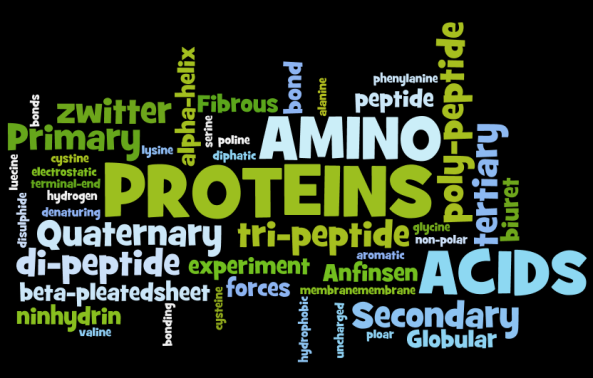 poly-peptide
alpha-helix
bond
phenylanine
alanine
peptide
bonds
zwitter
Fibrous
serine
poline
AMINO
Primary
lysine
diphatic
tertiary
cystine
luecine
electrostatic
terminal-end
hydrogen
PROTEINS
biuret
denaturing
disulphide
Quaternary
tri-peptide
glycine
non-polar
di-peptide
experiment
aromatic
Anfinsen
ACIDS
beta-pleatedsheet
forces
membranemembrane
cysteine
ninhydrin
bonding
hydrophobic
uncharged
Secondary
valine
ploar
Globular